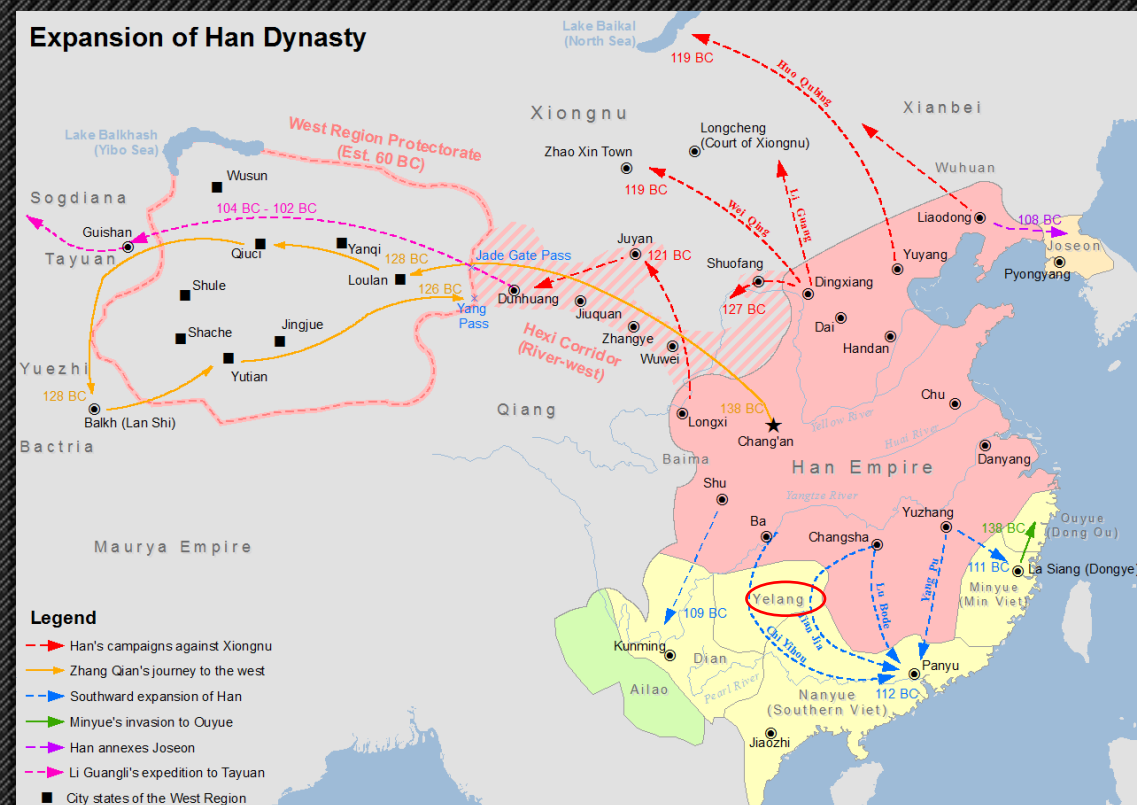 Expansion of Han Dynasty
Lake Baikal
(North Sea)
119 BC
Huo Qubing
Xianbei
Xiongnu
Longcheng
(Court of Xiongnu)
Zhao Xin Town
119 BC
Wuhuan
Lake Balkhash
(Yibo Sea)
West Region Protectorate
(Est. 60 BC)
Wusun
Sogdiana
104 BC - 102 BC
Wei Qing
Li Guang
Liaodong
108 BC
Guishan
Tayuan
Qiuci
Yanqi
128 BC
Loulan
Jade Gate Pass
Juyan
121 BC
Shuofang
Dingxiang
Yuyang
Joseon
Pyongyang
Shule
126 BC
Yang
Pass
Dunhuang
Jiuquan
127 BC
Shache
Jingjue
Zhangye
Dai
Handan
Hexi Corridor
(River-west)
Wuwei
Yuezhi
Yutian
128 BC
Balkh (Lan Shi)
Bactria
Qiang
Longxi
138 BC
Chang'an
Yellow River
Huai River
Chu
Danyang
Baima
Han Empire
Shu
Yangtze River
Ba
Changsha
Yuzhang
138 BC
Ouyue
(Dong Ou)
Maurya Empire
111 BC
La Siang (Dongye
Minyue
(Min Viet)
Yelang
109 BC
Lu Bode
Yang Pu
Tian Jia
Chi Yihou
Kunming
Dian
Ailao
Pearl River
Panyu
112 BC
Nanyue
(Southern Viet)
Jiaozhi
Legend
Han's campaigns against Xiongnu
Zhang Qian's journey to the west
Southward expansion of Han
Minyue's invasion to Ouyue
Han annexes Joseon
Li Guangli's expedition to Tayuan
City states of the West Region